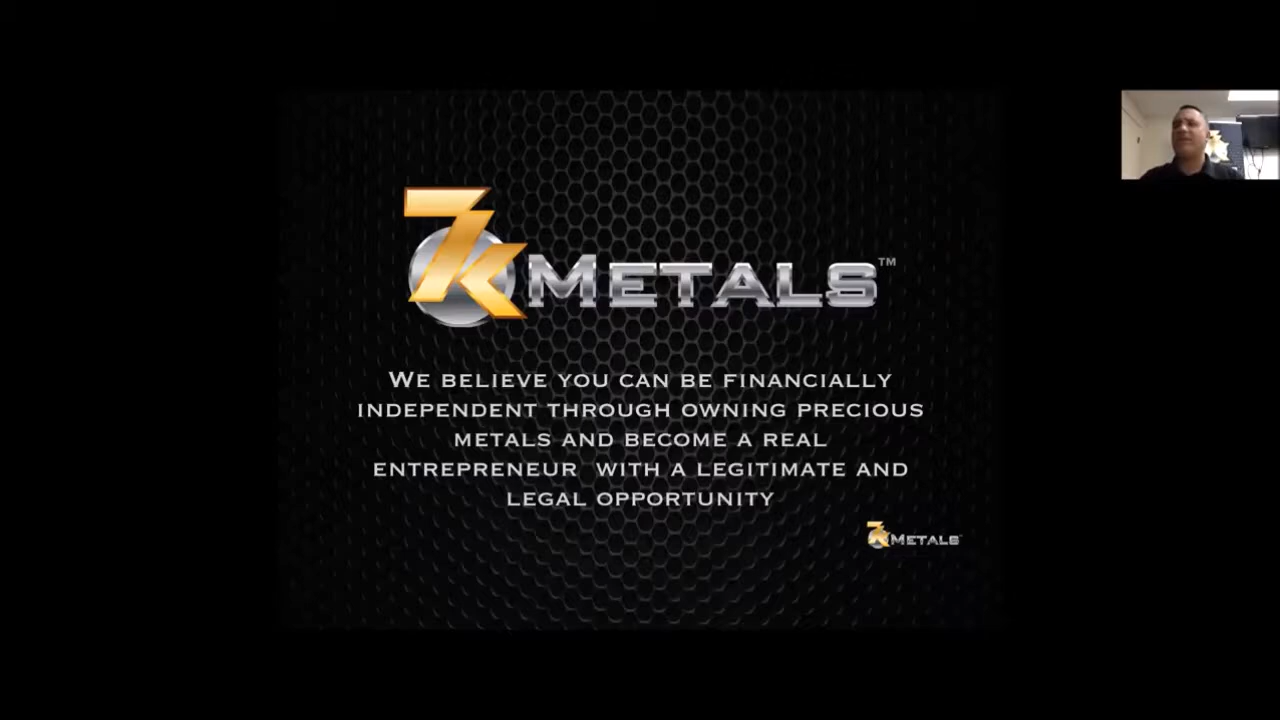 7k METALS™
WE BELIEVE YOU CAN BE FINANCIALLY
INDEPENDENT THROUGH OWNING PRECIOUS
METALS AND BECOME A REAL
ENTREPRENEUR WITH A LEGITIMATE AND
LEGAL OPPORTUNITY
7k METALS